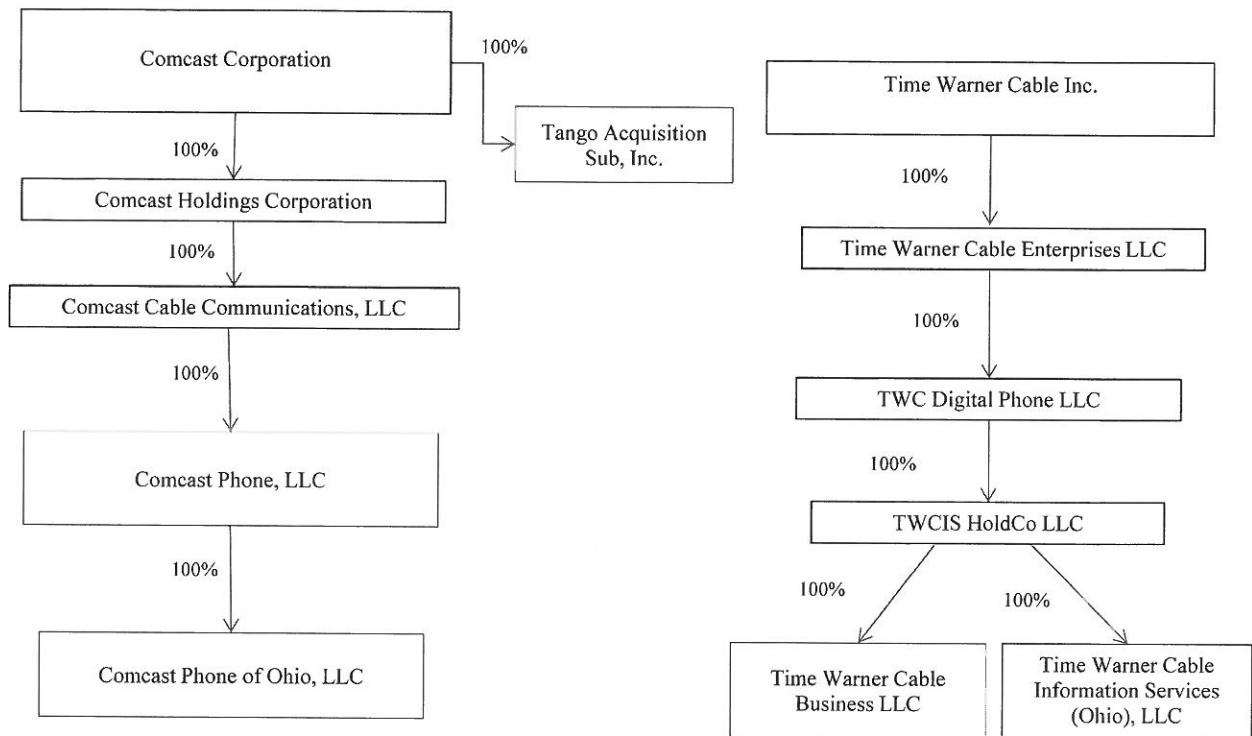 Comcast Corporation
100%
Tango Acquisition
Sub, Inc.
100%
Comcast Holdings Corporation
100%
Comcast Cable Communications, LLC
100%
Comcast Phone, LLC
100%
Comcast Phone of Ohio, LLC
Time Warner Cable Inc.
100%
Time Warner Cable Enterprises LLC
100%
TWC Digital Phone LLC
100%
TWCIS HoldCo LLC
100%
100%
Time Warner Cable
Business LLC
Time Warner Cable
Information Services
(Ohio), LLC